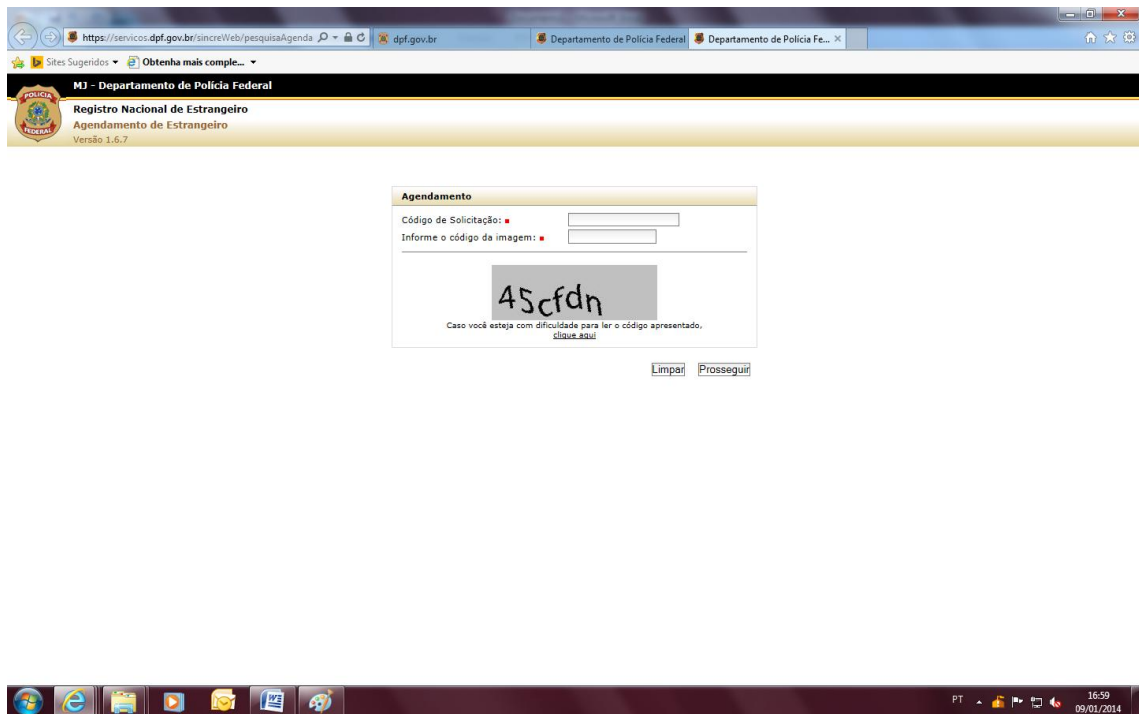 https://servicos.dpf.gov.br/sincreWeb/pesquisaAgenda
dpf.gov.br
Departamento de Polícia Federal
Departamento de Polícia Fe...
Sites Sugeridos
Obtenha mais comple...
POLICIA
FEDERAL
MJ - Departamento de Polícia Federal
Registro Nacional de Estrangeiro
Agendamento de Estrangeiro
Versão 1.6.7
Agendamento
Código de Solicitação:
Informe o código da imagem:
45cfdn
Caso você esteja com dificuldade para ler o código apresentado,
clique aqui
Limpar Prosseguir
PT
16:59
09/01/2014